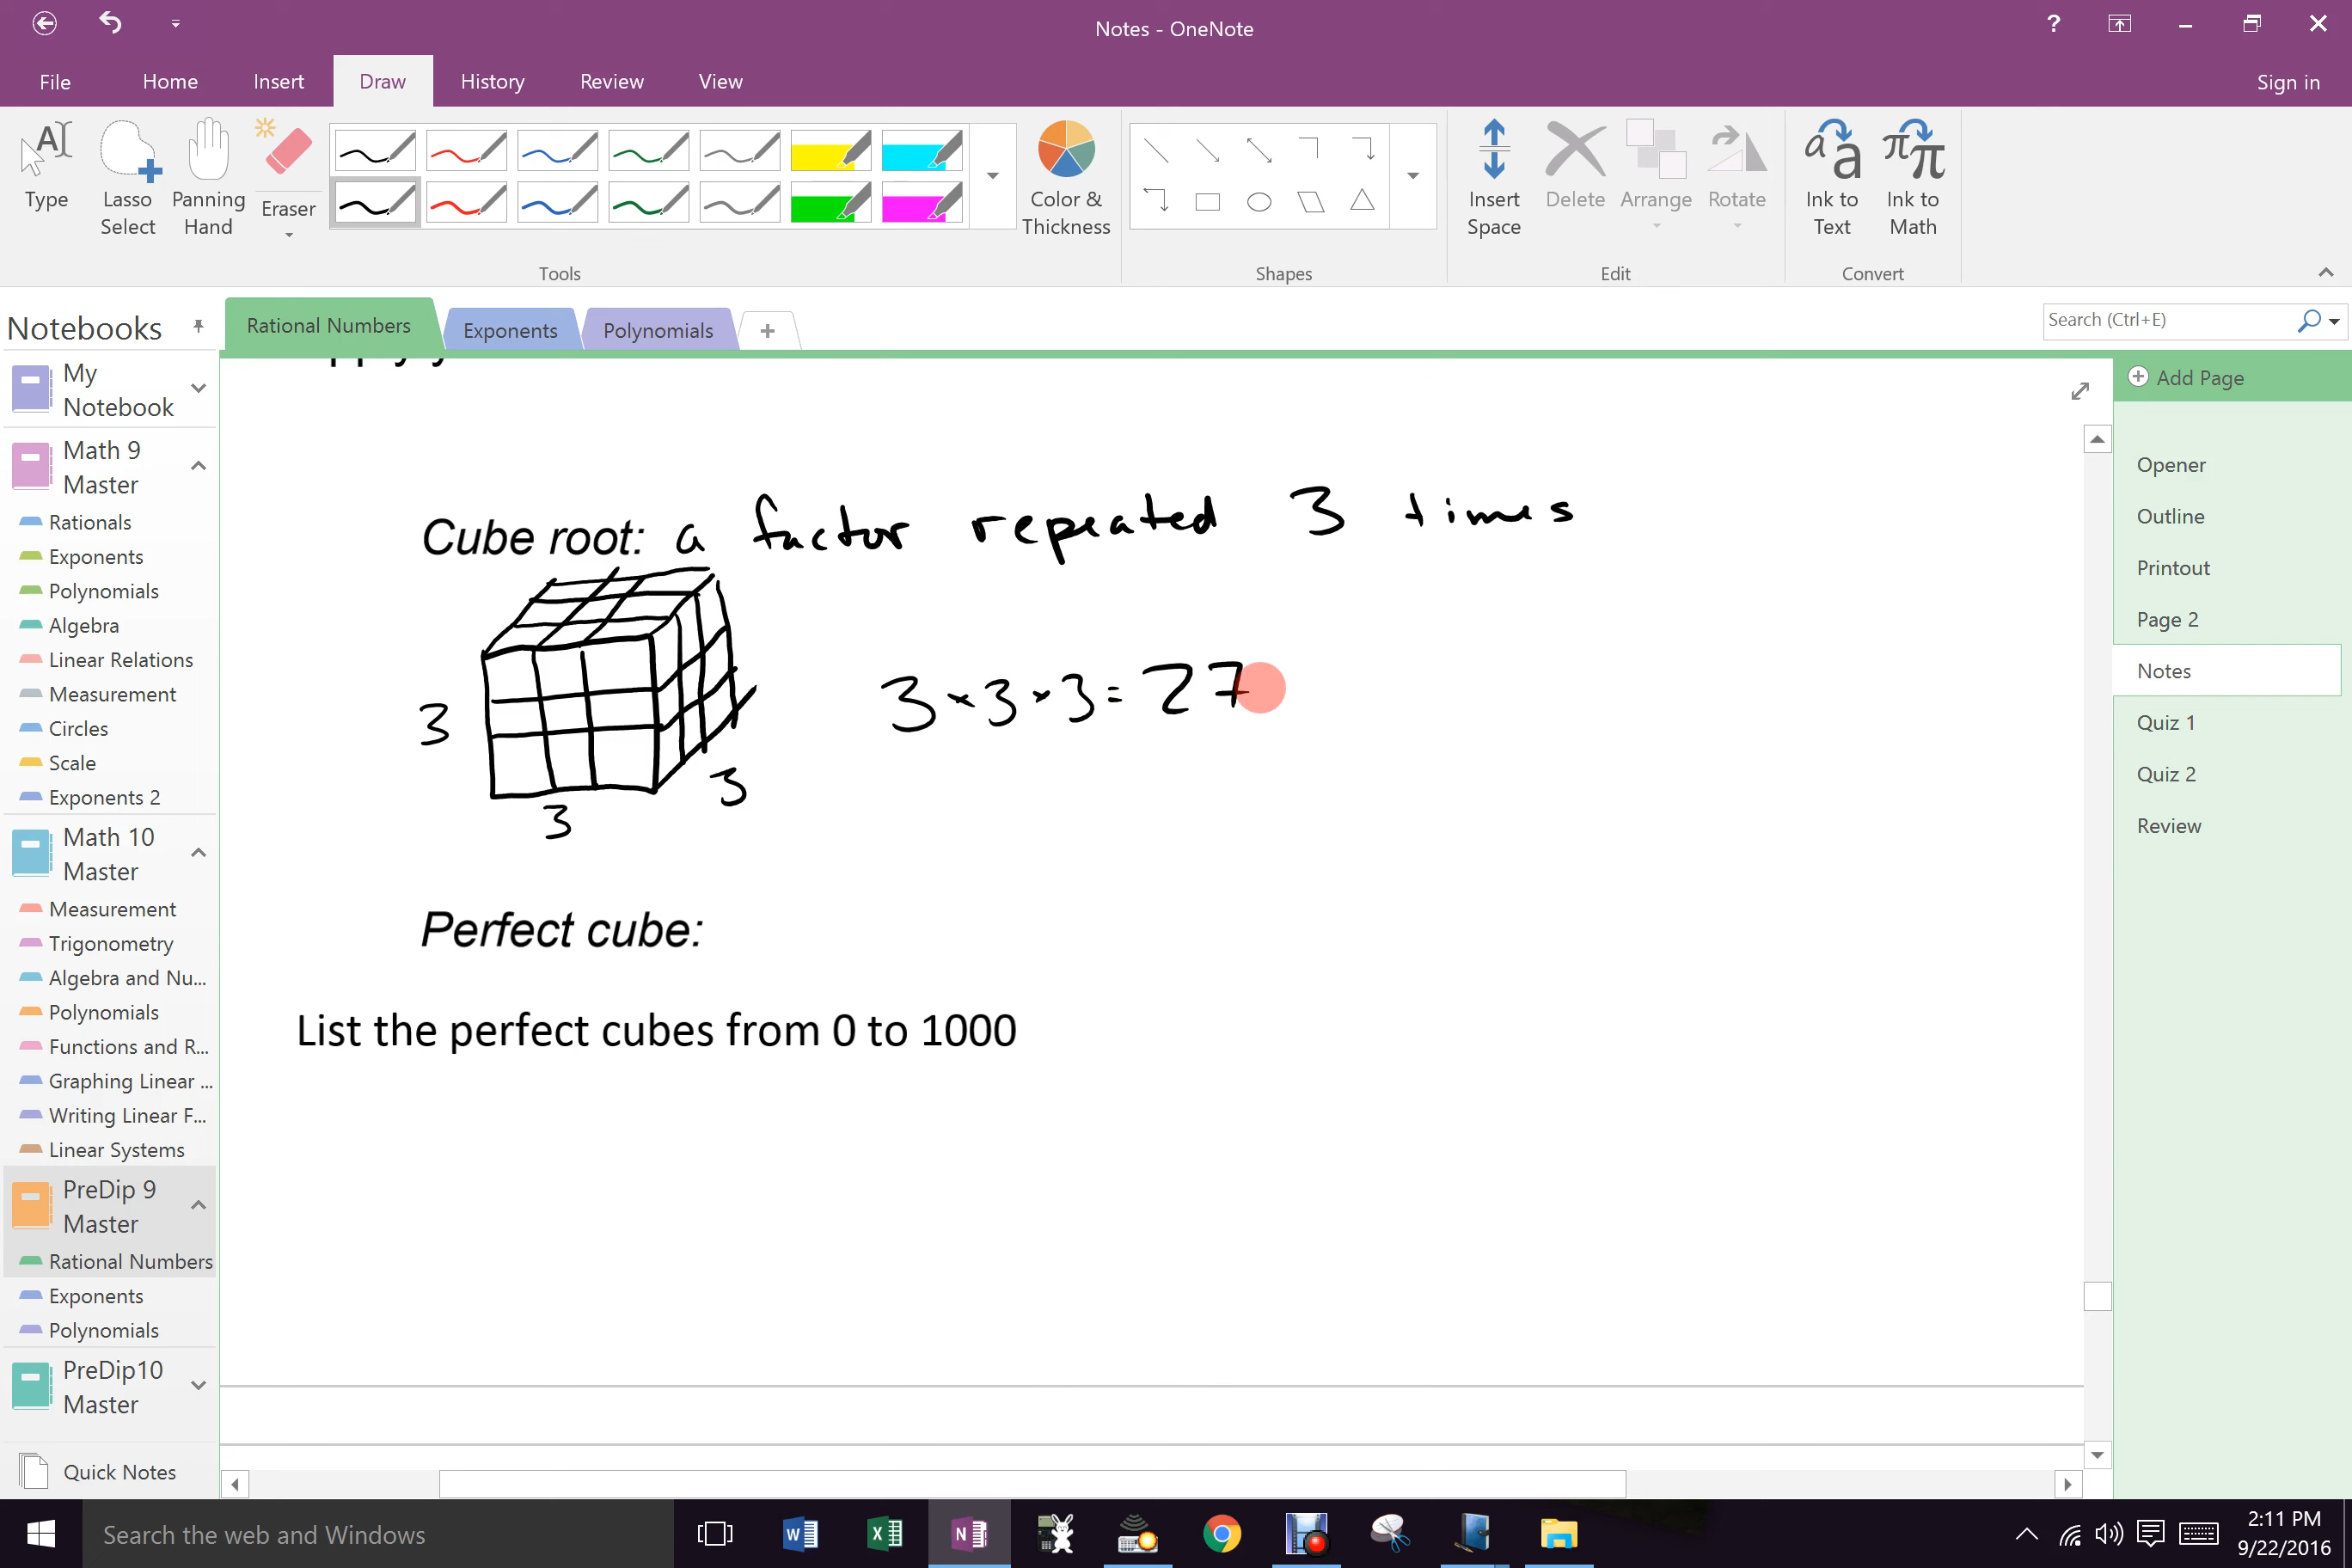 Notes - OneNote
? 
File Home Insert Draw History Review View Sign in
Type Lasso Select Panning Hand Eraser Color & Thickness Insert Space Delete Arrange Rotate Ink to Text Ink to Math
Tools Shapes Edit Convert
Notebooks
Rational Numbers Exponents Polynomials +
Search (Ctrl+E)
My Notebook
Math 9 Master
Rationals
Exponents
Polynomials
Algebra
Linear Relations
Measurement
Circles
Scale
Exponents 2
Math 10 Master
Measurement
Trigonometry
Algebra and Nu...
Polynomials
Functions and R...
Graphing Linear ...
Writing Linear F...
Linear Systems
PreDip 9 Master
Rational Numbers
Exponents
Polynomials
PreDip10 Master
Quick Notes
Cube root: a factor repeated 3 times
3
3
3
3 × 3 × 3 = 27
Perfect cube:
List the perfect cubes from 0 to 1000
Add Page
Opener
Outline
Printout
Page 2
Notes
Quiz 1
Quiz 2
Review
Search the web and Windows
2:11 PM
9/22/2016